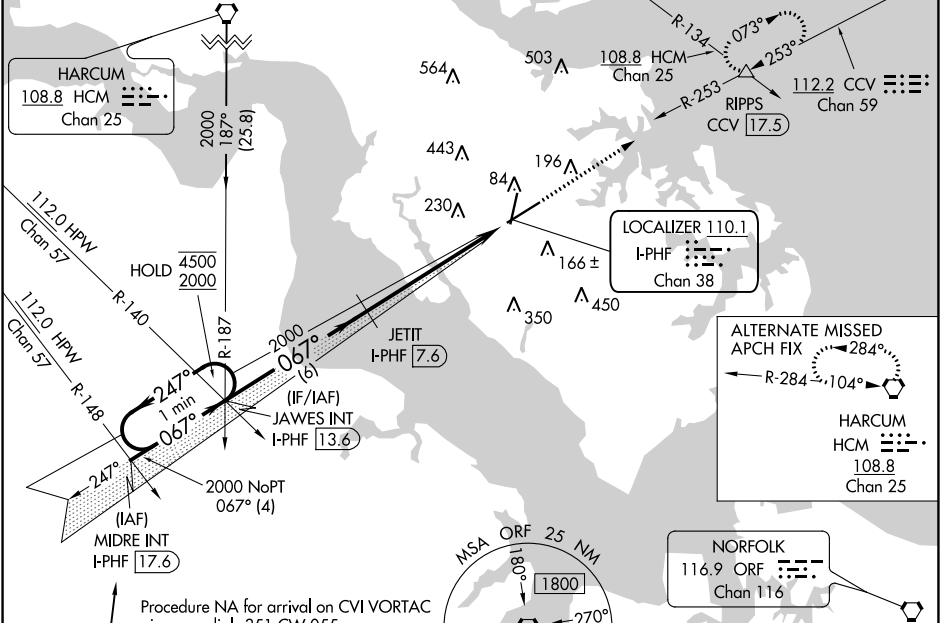 HARCUM
108.8 HCM
Chan 25
2000
187°
(25.8)
564
503
443
196
84
230
166 ±
350
450
R-134
073°
253°
108.8 HCM
Chan 25
R-253
RIPPS
CCV 17.5
112.2 CCV
Chan 59
LOCALIZER 110.1
I-PHF
Chan 38
112.0 HPW
Chan 57
R-140
HOLD 4500
2000
R-187
112.0 HPW
Chan 57
R-148
2000
067°
(6)
JETIT
I-PHF 7.6
247°
1 min
067°
(IF/IAF)
JAWES INT
I-PHF 13.6
247°
2000 NoPT
067° (4)
(IAF)
MIDRE INT
I-PHF 17.6
ALTERNATE MISSED
APCH FIX
284°
R-284
104°
HARCUM
HCM
108.8
Chan 25
MSA ORF 25 NM
180°
1800
270°
NORFOLK
116.9 ORF
Chan 116
Procedure NA for arrival on CVI VORTAC